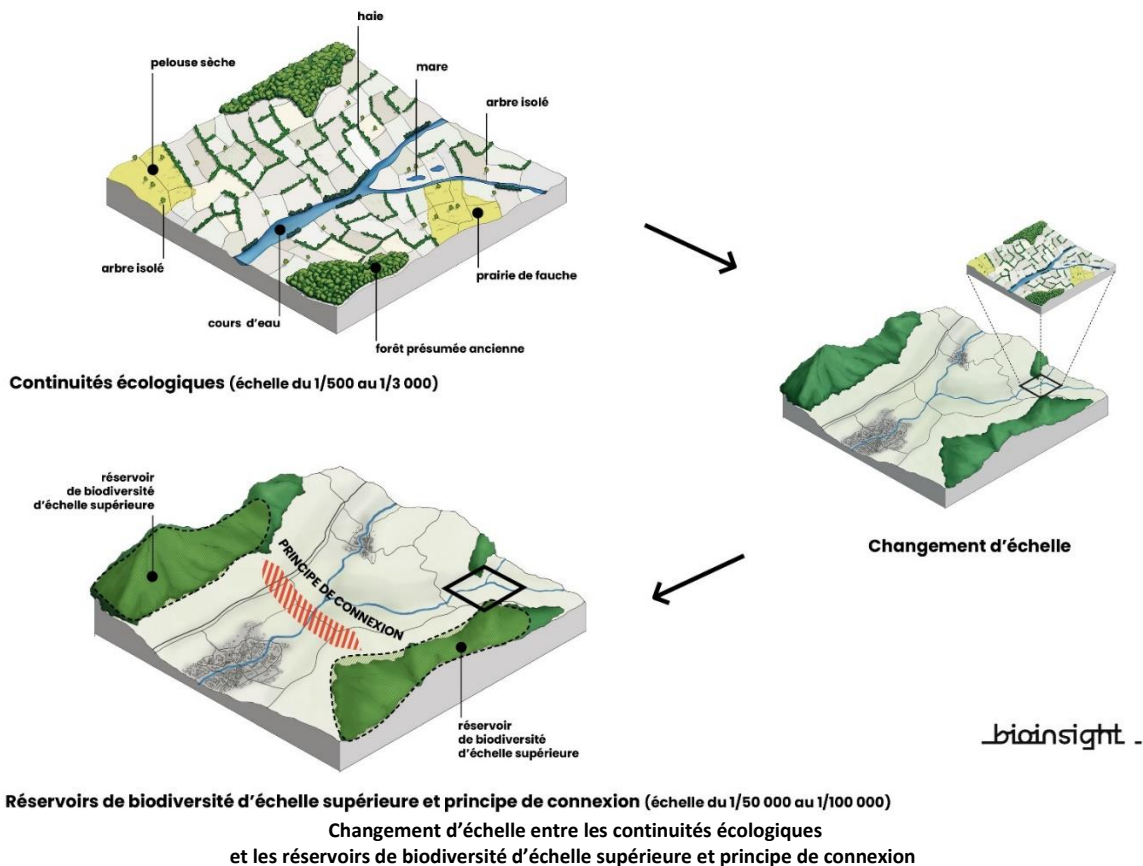 haie
pelouse sèche
mare
arbre isolé
arbre isolé
prairie de fauche
cours d'eau
forêt présumée ancienne
Continuités écologiques (échelle du 1/500 au 1/3 000)
Changement d'échelle
réservoir
de biodiversité
d'échelle supérieure
PRINCIPE DE CONNEXION
réservoir
de biodiversité
d'échelle supérieure
bioinsight
Réservoirs de biodiversité d'échelle supérieure et principe de connexion (échelle du 1/50 000 au 1/100 000)
Changement d'échelle entre les continuités écologiques
et les réservoirs de biodiversité d'échelle supérieure et principe de connexion